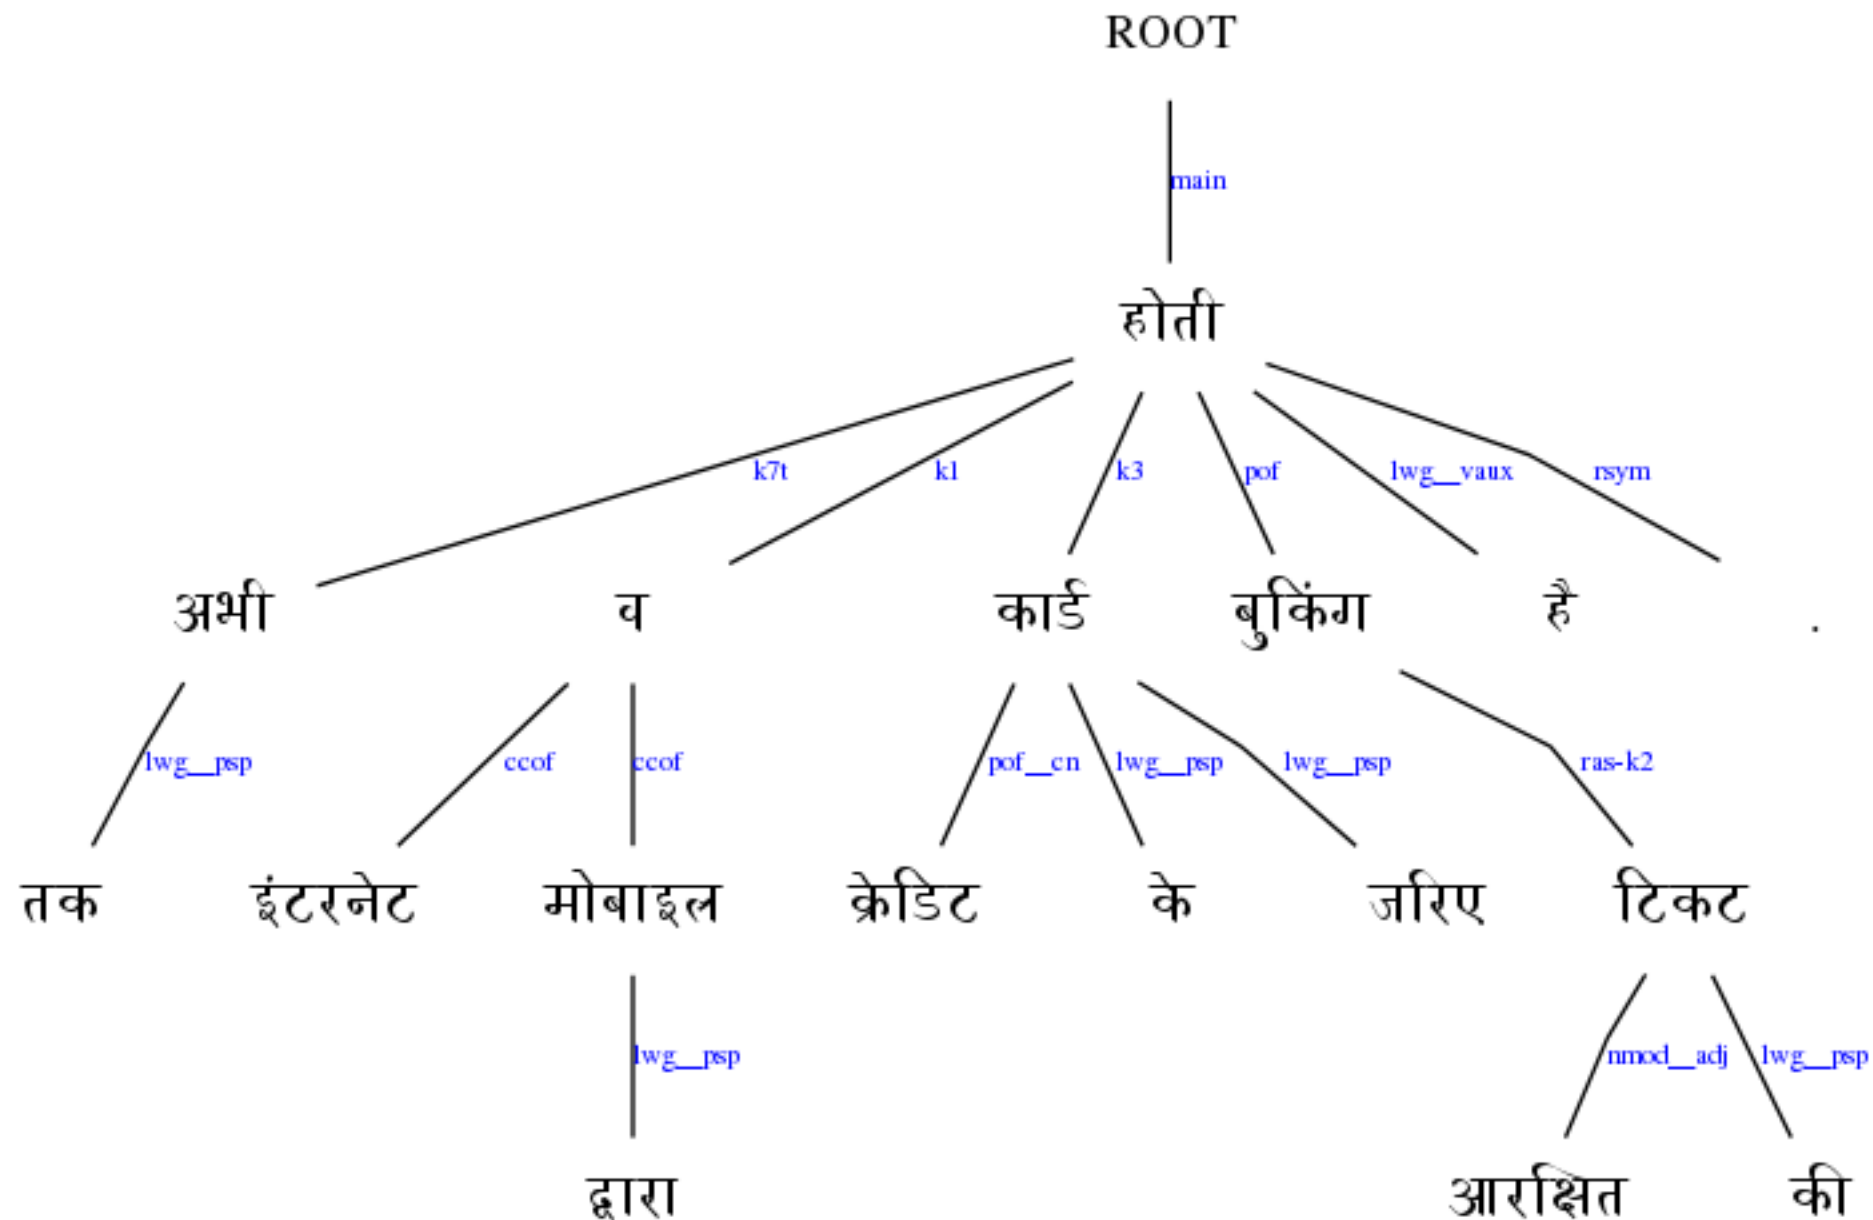 ROOT
main
होती
k7t k1 k3 pof lwg__vaux rsym
अभी व कार्ड बुकिंग है .
lwg__psp ccof ccof pof__cn lwg__psp lwg__psp ras-k2
तक इंटरनेट मोबाइल क्रेडिट के जरिए टिकट
lwg__psp nmod__adj lwg__psp
द्वारा आरक्षित की